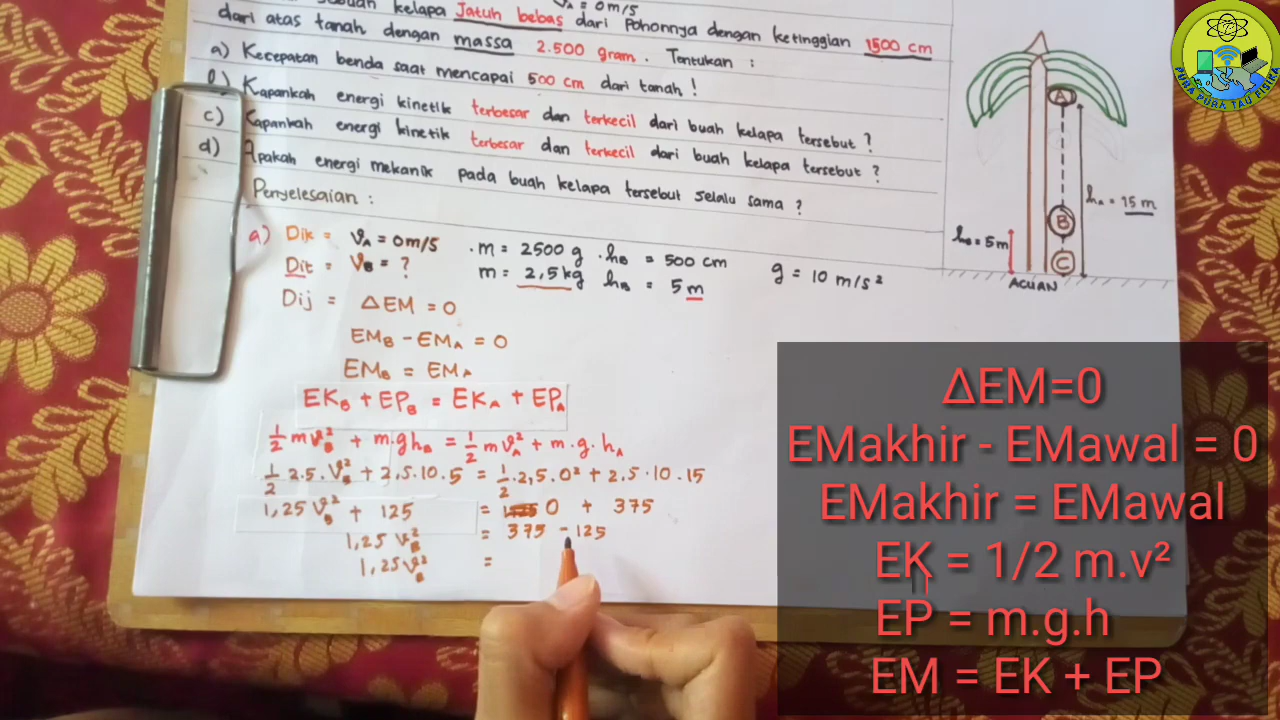 buah kelapa Jatuh bebas dari Pohonnya dengan ketinggian 1500 cm
VA = 0 m/s
dari atas tanah dengan massa 2.500 gram. Tentukan :
a) Kecepatan benda saat mencapai 500 cm dari tanah !
b) Kapankah energi kinetik terbesar dan terkecil dari buah kelapa tersebut ?
c) Kapankah energi kinetik terbesar dan terkecil dari buah kelapa tersebut ?
d) Apakah energi mekanik pada buah kelapa tersebut selalu sama ?
Penyelesaian :
a) Dik = VA = 0 m/s . m = 2500 g . hB = 500 cm
m = 2,5 kg hB = 5 m g = 10 m/s²
Dit = VB = ?
Dij = ΔEM = 0
EMB - EMA = 0
EMB = EMA
EKB + EPB = EKA + EPA
1/2 m VB² + m.g hB = 1/2 m VA² + m.g.hA
1/2 2.5. VB² + 2,5.10.5 = 1/2.2,5.0² + 2,5.10.15
1,25 VB² + 125 = 0 + 375
1,25 VB² = 375 - 125
1,25 VB² =
A
B
C
hA = 15 m
hB = 5 m
ACUAN
PURA PURA TAU FISIKA
ΔEM=0
EMakhir - EMawal = 0
EMakhir = EMawal
EK = 1/2 m.v²
EP = m.g.h
EM = EK + EP